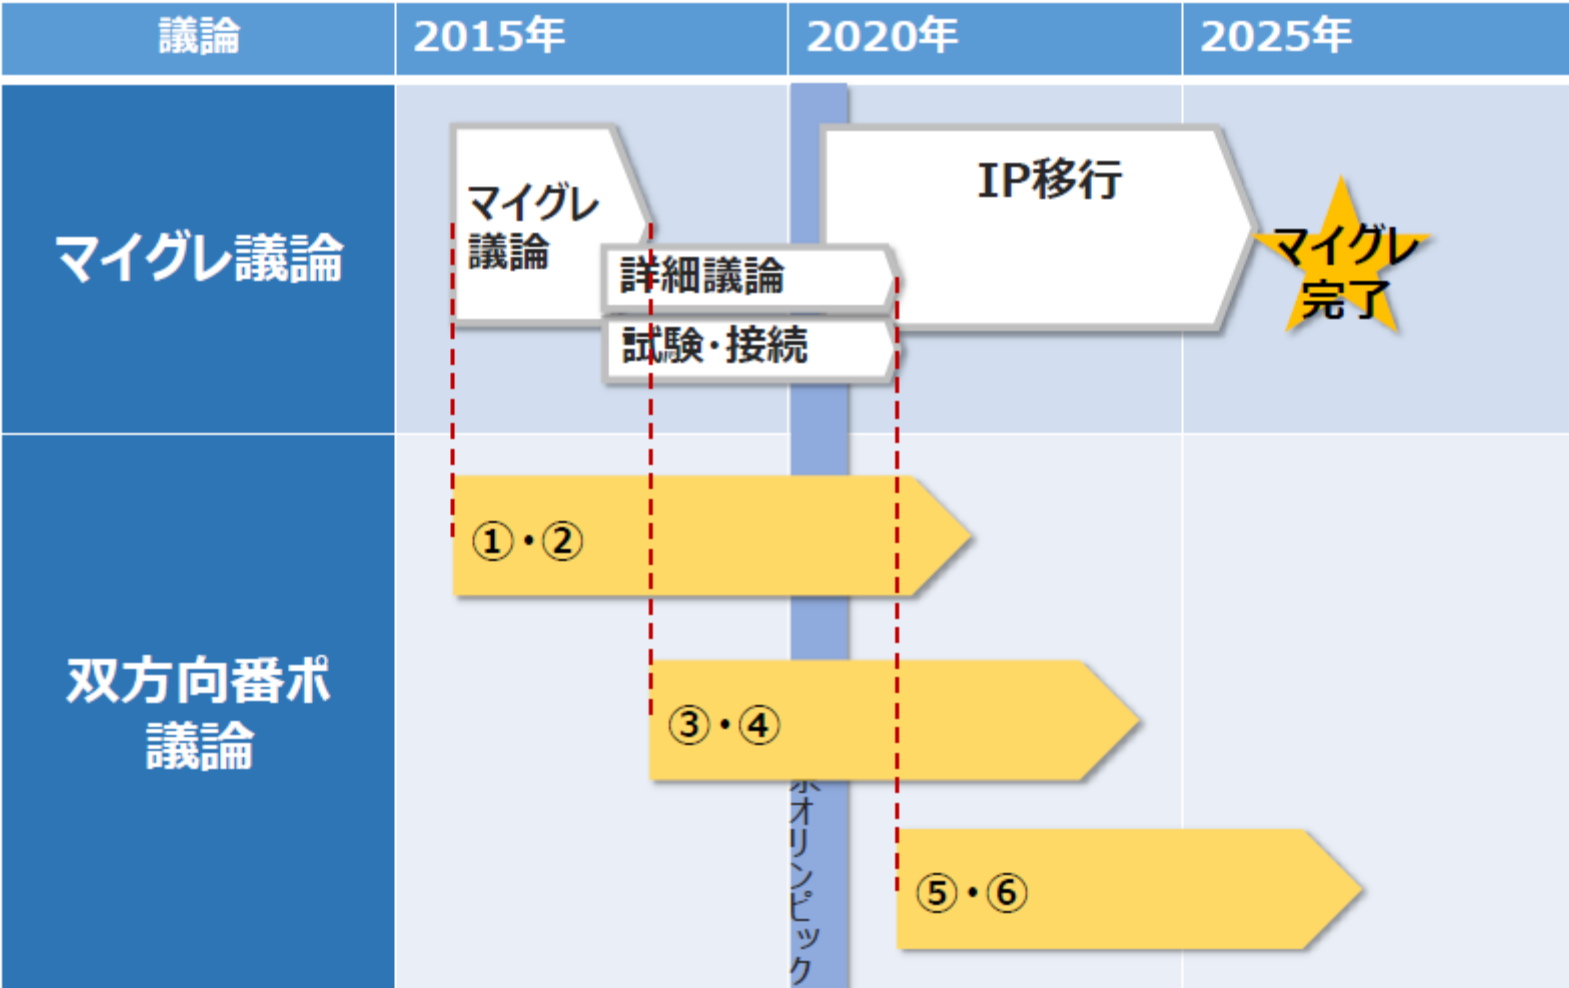 議論
2015年
2020年
2025年
マイグレ議論
マイグレ
議論
詳細議論
試験・接続
IP移行
マイグレ
完了
双方向番ポ
議論
①・②
③・④
⑤・⑥
オリンピック